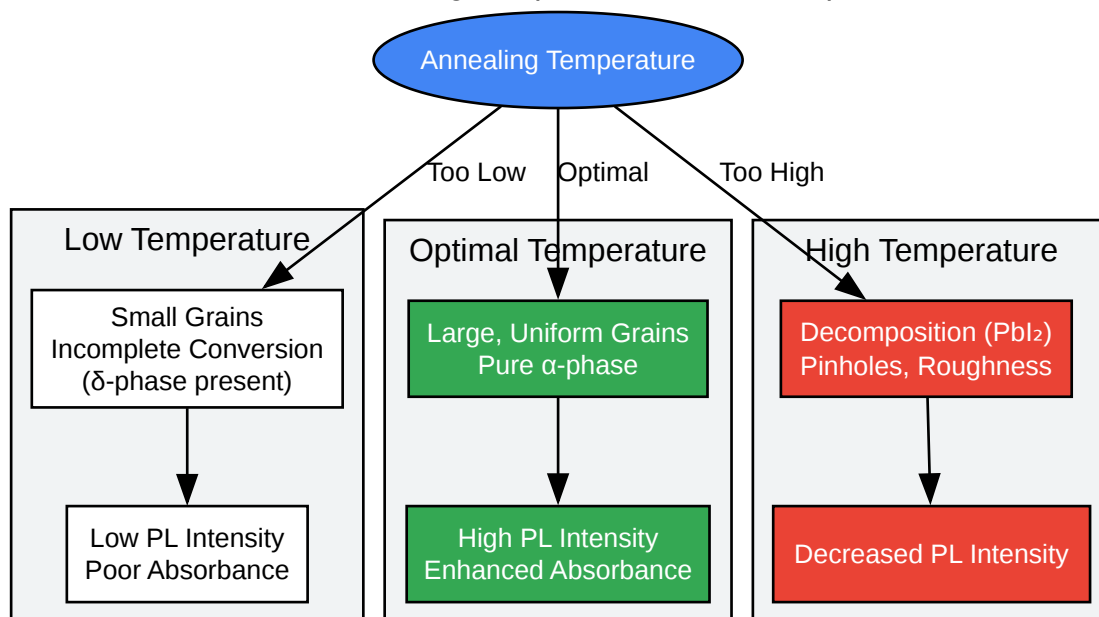 Annealing Temperature
Too Low
Optimal
Too High
Low Temperature
Optimal Temperature
High Temperature
Small Grains
Incomplete Conversion
(δ-phase present)
Large, Uniform Grains
Pure α-phase
Decomposition (PbI₂)
Pinholes, Roughness
Low PL Intensity
Poor Absorbance
High PL Intensity
Enhanced Absorbance
Decreased PL Intensity